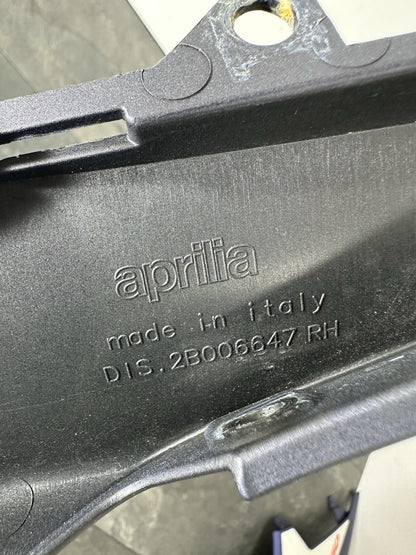 aprilia
made in italy
DIS. 2B006647 RH